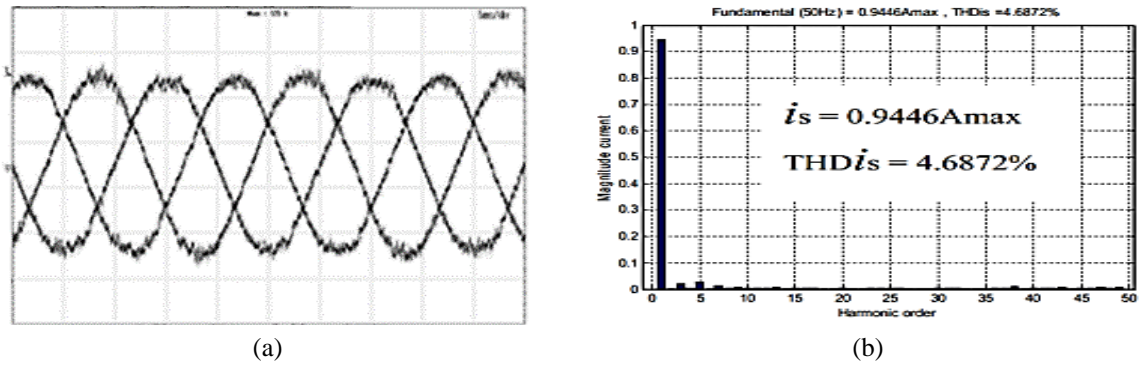 Sec/div
Fundamental (50Hz) = 0.9446Amax , THDis =4.6872%
1
0.9
0.8
0.7
0.6
0.5
0.4
0.3
0.2
0.1
0
Magnitude current
is = 0.9446Amax
THDis = 4.6872%
0 5 10 15 20 25 30 35 40 45 50
Harmonic order
(a) (b)